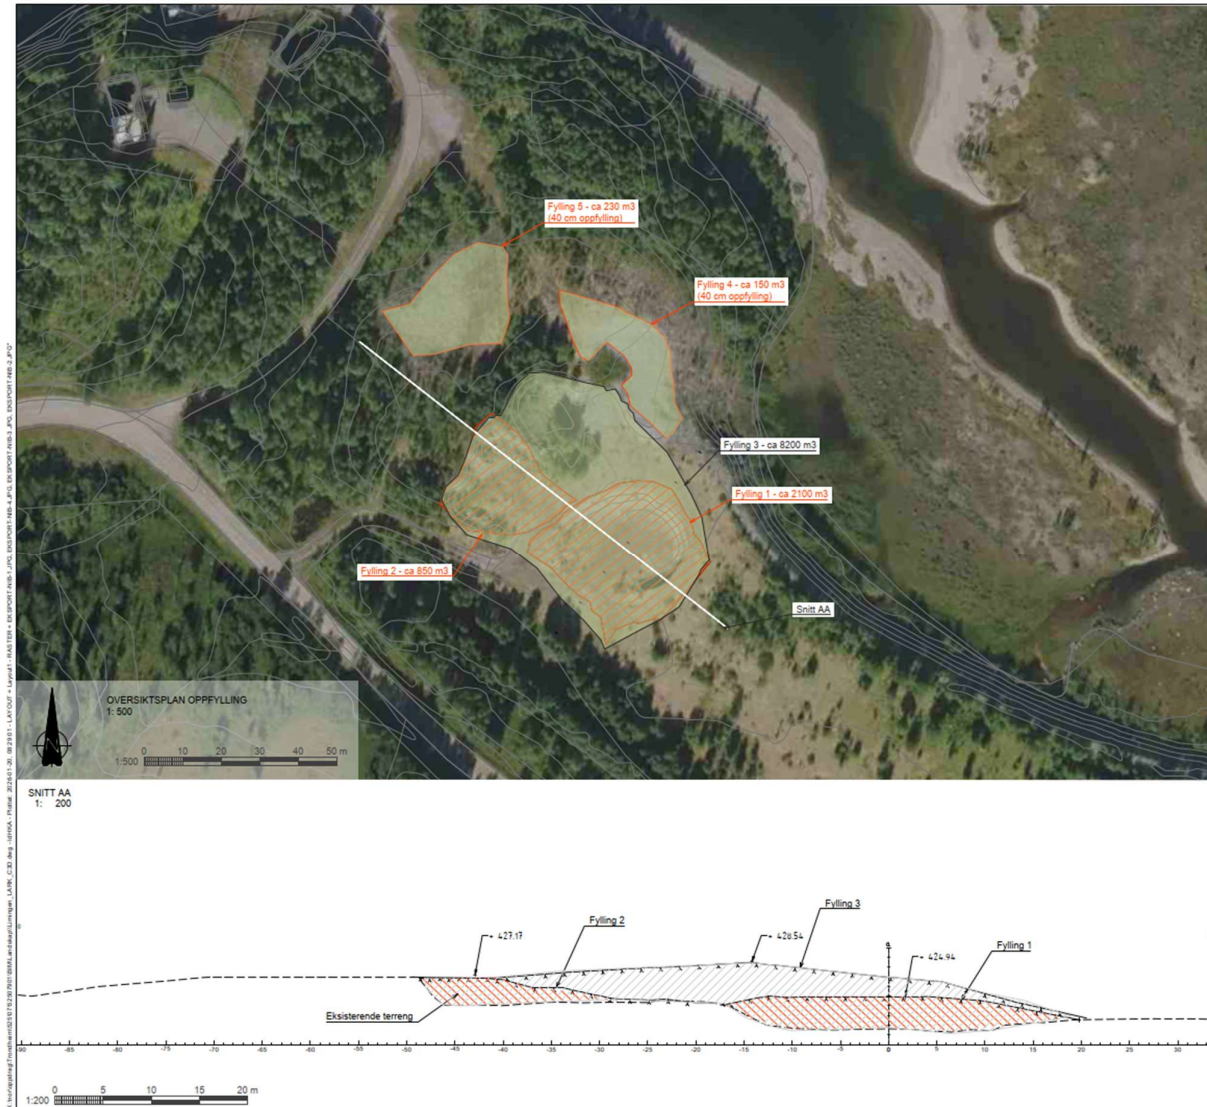 Fylling 5 - ca 230 m3
(40 cm oppfylling)
Fylling 4 - ca 150 m3
(40 cm oppfylling)
Fylling 3 - ca 8200 m3
Fylling 1 - ca 2100 m3
Fylling 2 - ca 850 m3
Snitt AA
OVERSIKTSPLAN OPPFYLLING
1: 500
N
0 10 20 30 40 50 m
1:500
SNITT AA
1: 200
Fylling 3
Fylling 2
+ 427.17
+ 428.54
Fylling 1
+ 424.94
Eksisterende terreng
-90 -85 -80 -75 -70 -65 -60 -55 -50 -45 -40 -35 -30 -25 -20 -15 -10 -5 0 5 10 15 20 25 30
0 5 10 15 20 m
1:200